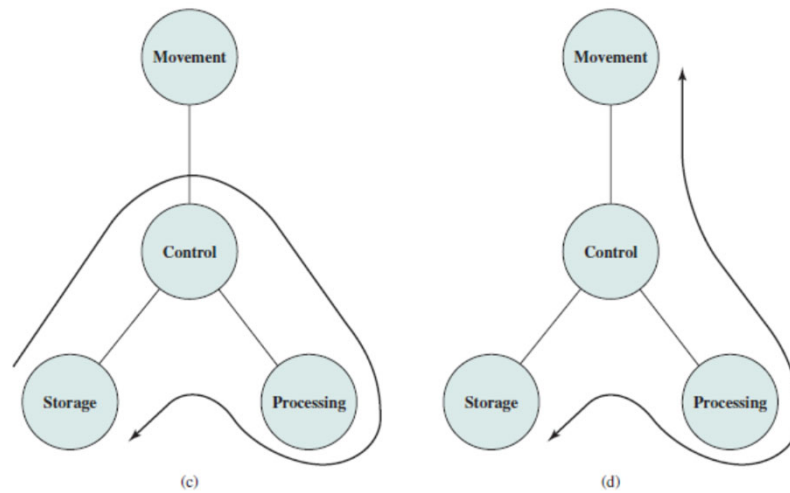 Movement
Movement
Control
Control
Storage
Processing
Storage
Processing
(c)
(d)